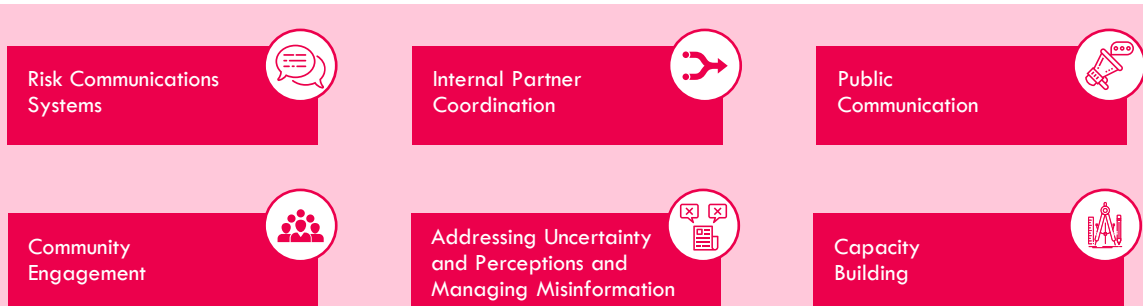 Risk Communications
Systems
Internal Partner
Coordination
Public
Communication
Community
Engagement
Addressing Uncertainty
and Perceptions and
Managing Misinformation
Capacity
Building